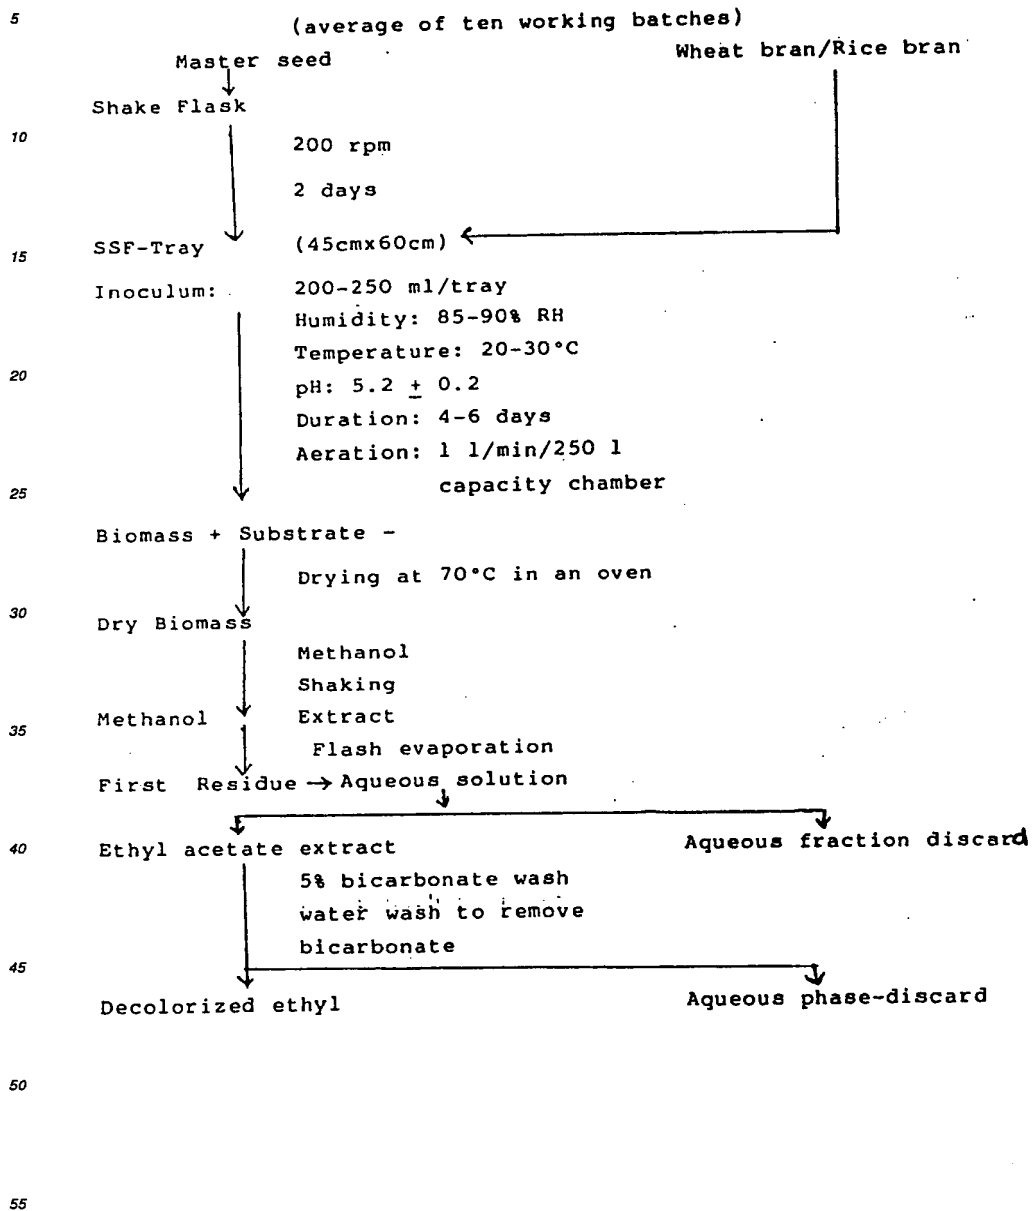 5
(average of ten working batches)
Master seed Wheat bran/Rice bran
Shake Flask
10
200 rpm
2 days
SSF-Tray (45cmx60cm)
15
Inoculum: 200-250 ml/tray
Humidity: 85-90% RH
Temperature: 20-30°C
20
pH: 5.2 ± 0.2
Duration: 4-6 days
Aeration: 1 l/min/250 l
capacity chamber
25
Biomass + Substrate -
Drying at 70°C in an oven
30
Dry Biomass
Methanol
Shaking
Methanol Extract
35
Flash evaporation
First Residue → Aqueous solution
40
Ethyl acetate extract Aqueous fraction discard
5% bicarbonate wash
water wash to remove
bicarbonate
45
Decolorized ethyl Aqueous phase-discard
50
55